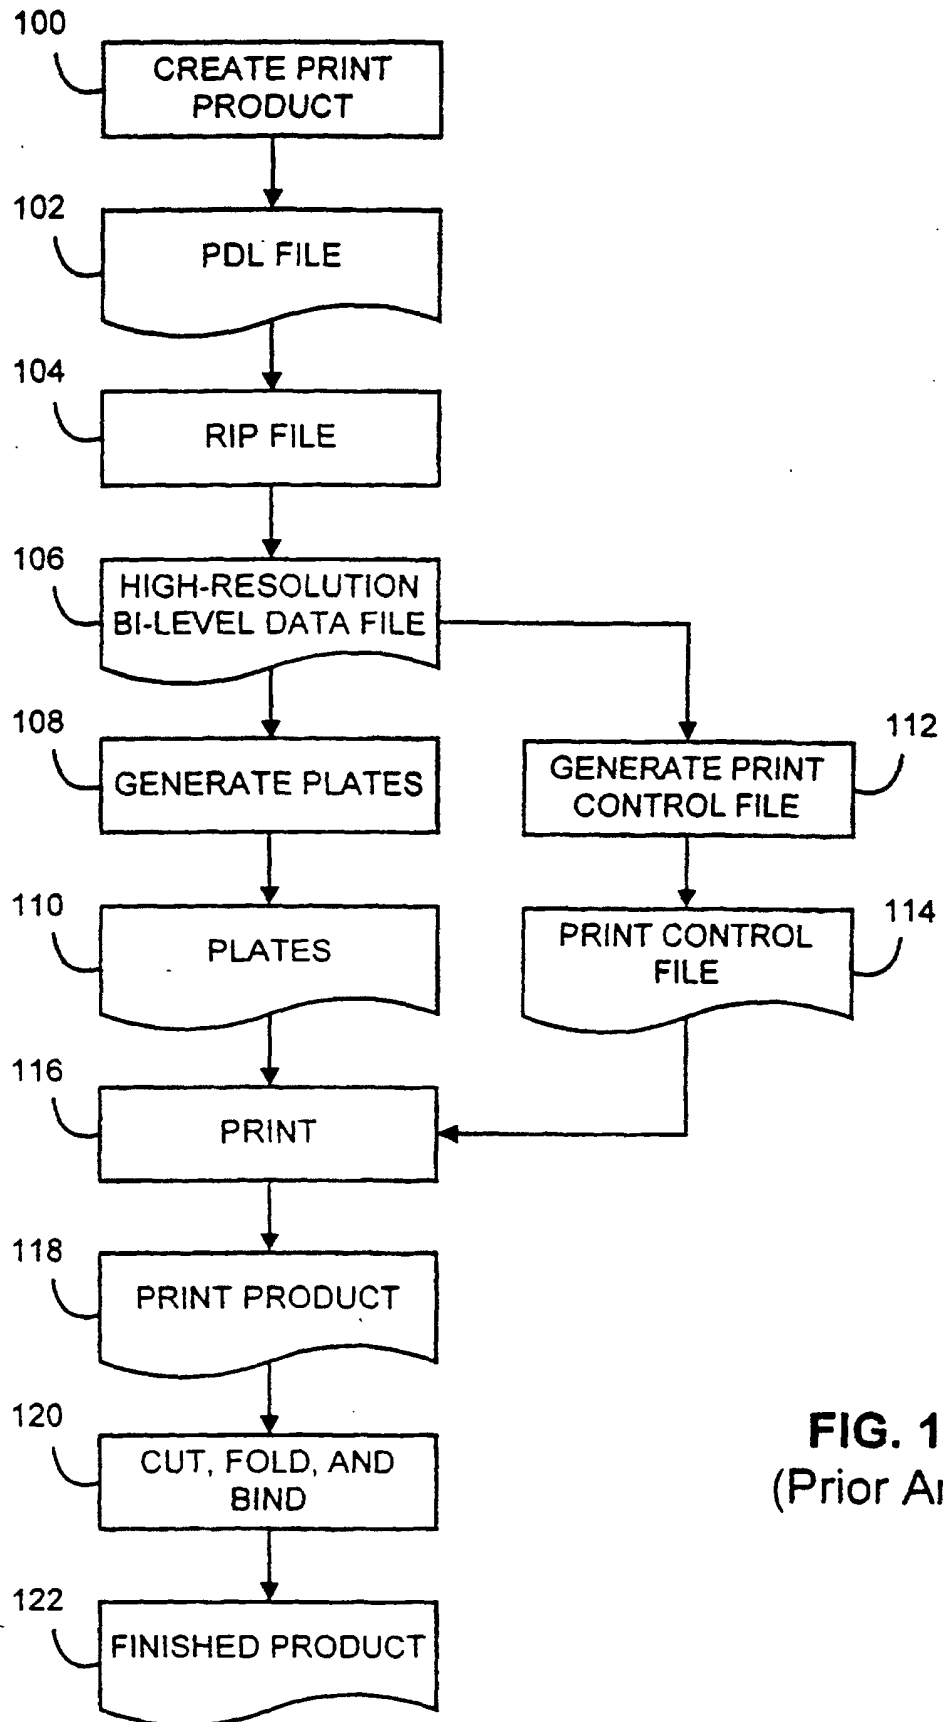 100
CREATE PRINT
PRODUCT
102
PDL FILE
104
RIP FILE
106
HIGH-RESOLUTION
BI-LEVEL DATA FILE
108
GENERATE PLATES
112
GENERATE PRINT
CONTROL FILE
110
PLATES
114
PRINT CONTROL
FILE
116
PRINT
118
PRINT PRODUCT
120
CUT, FOLD, AND
BIND
FIG. 1
(Prior Ar
122
FINISHED PRODUCT